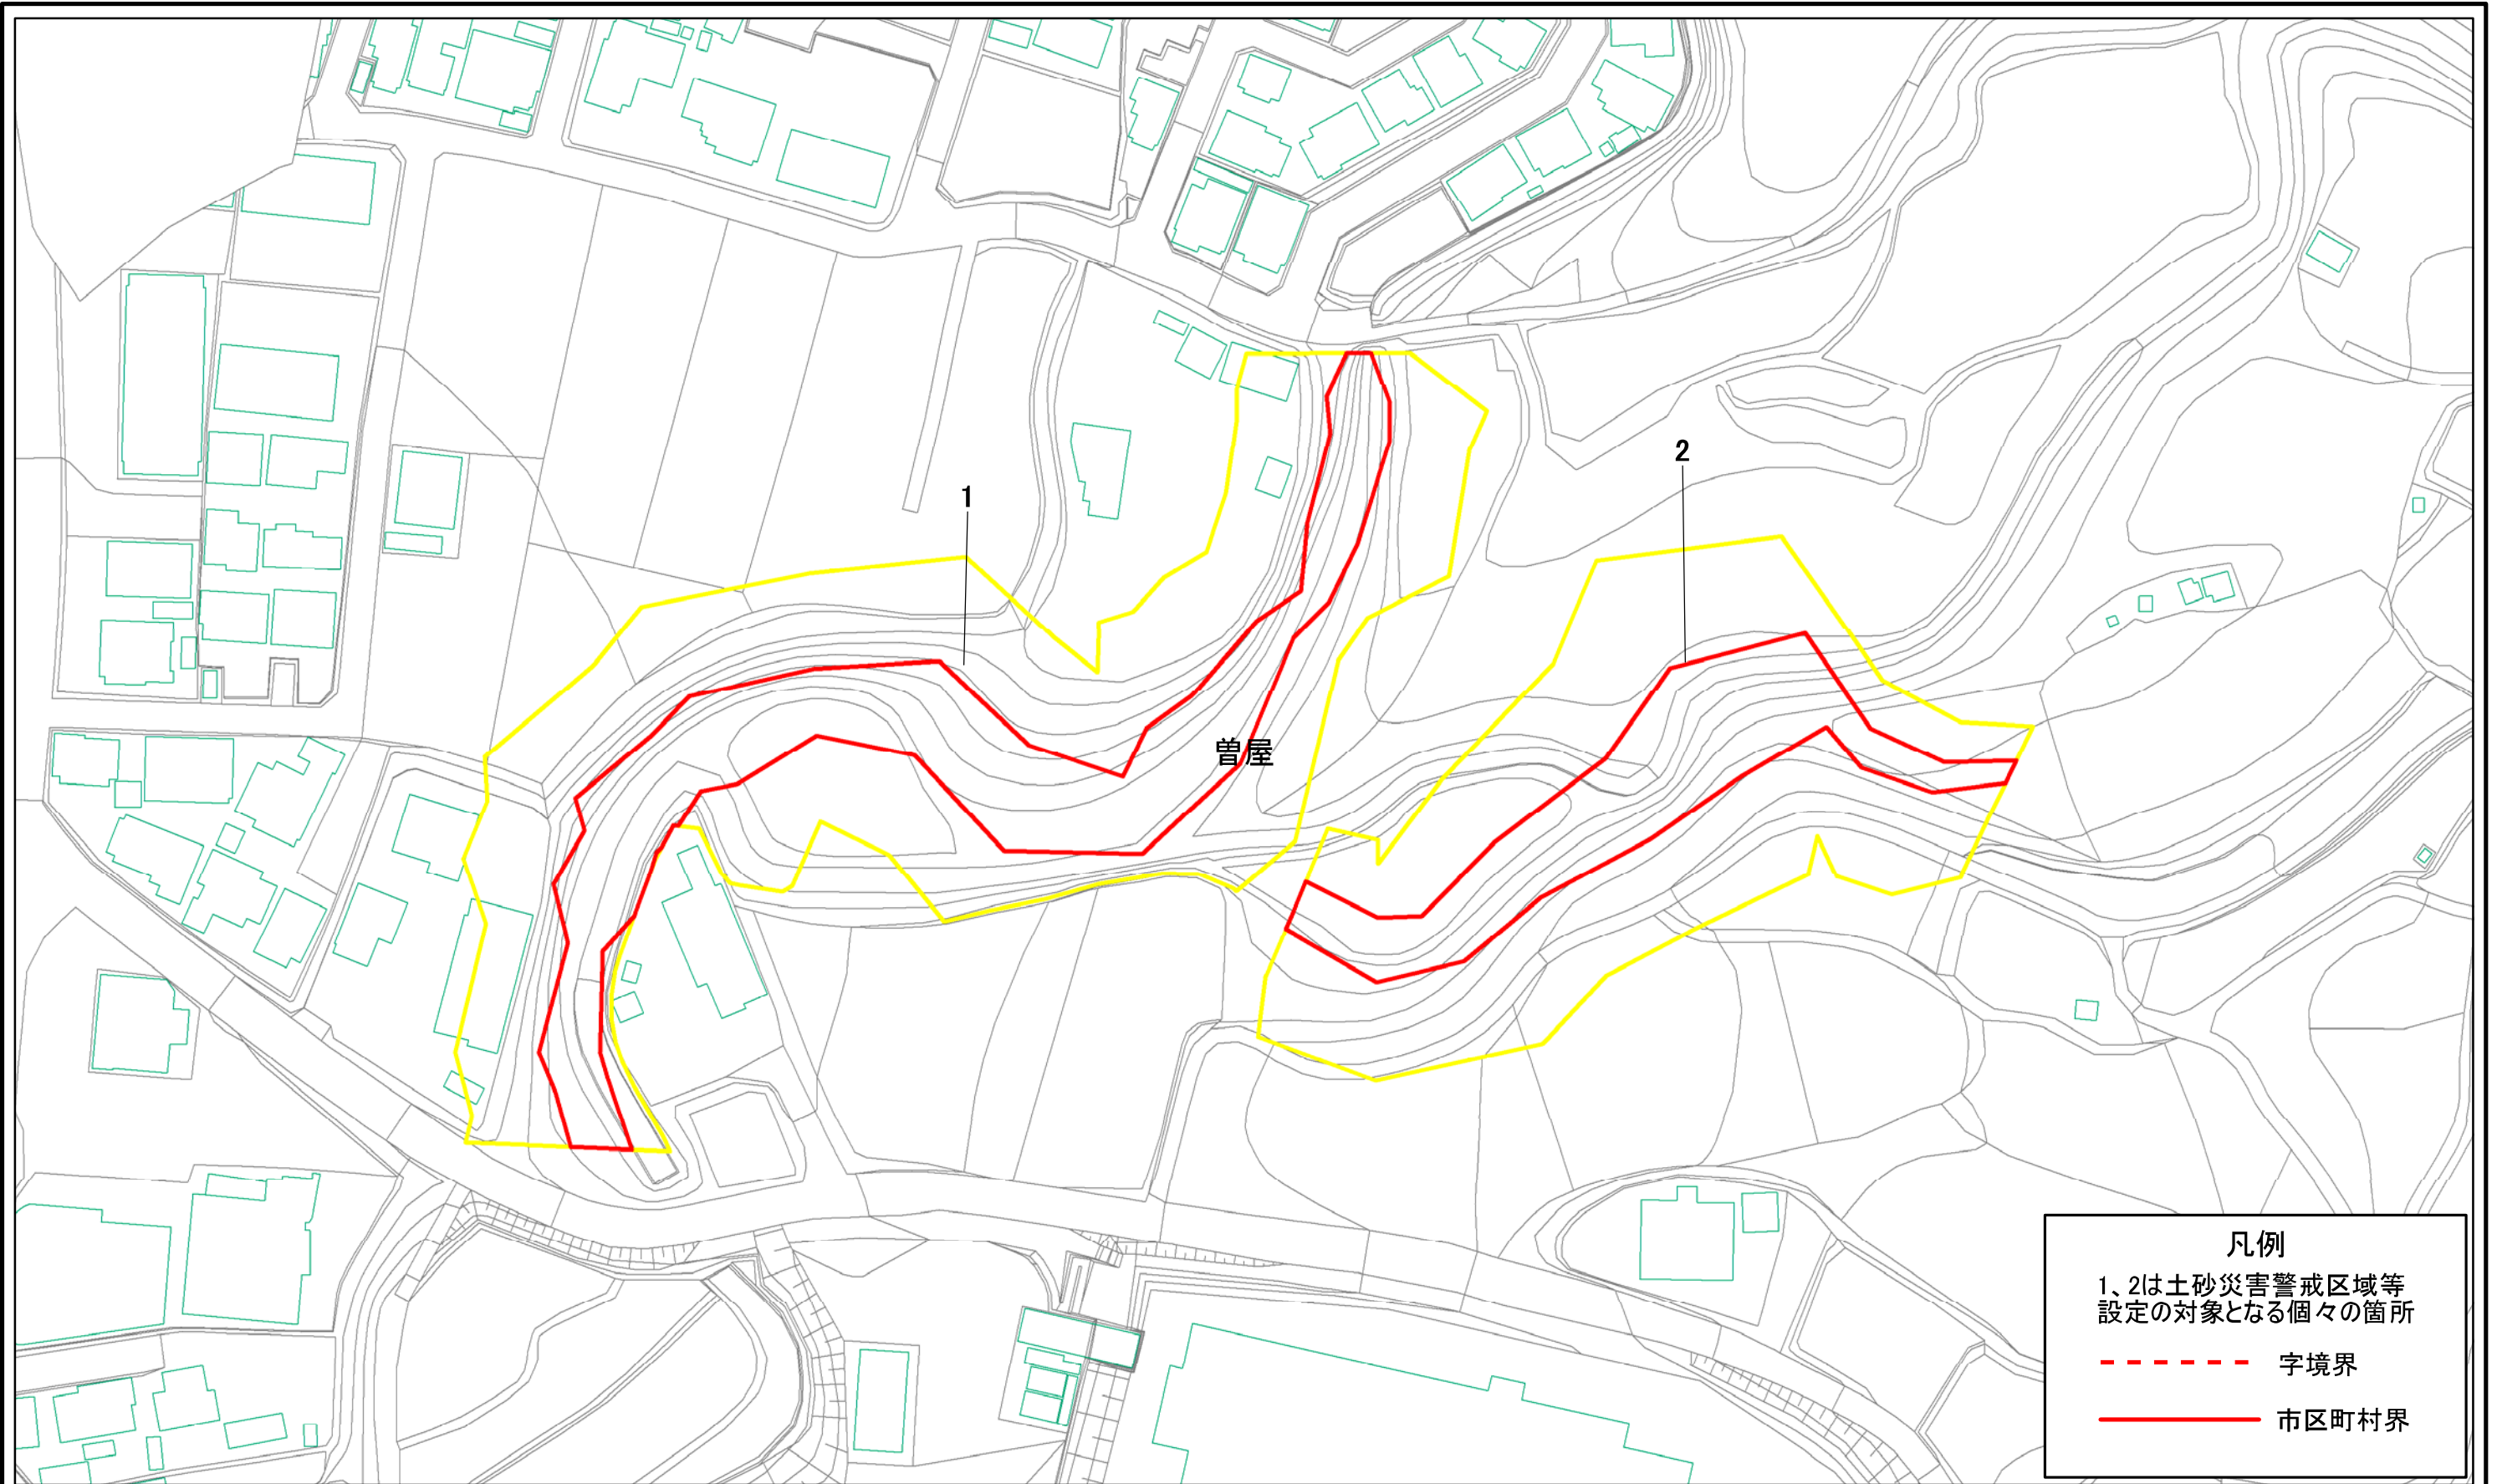 1
2
曽屋
凡例
1、2は土砂災害警戒区域等
設定の対象となる個々の箇所
字境界
市区町村界